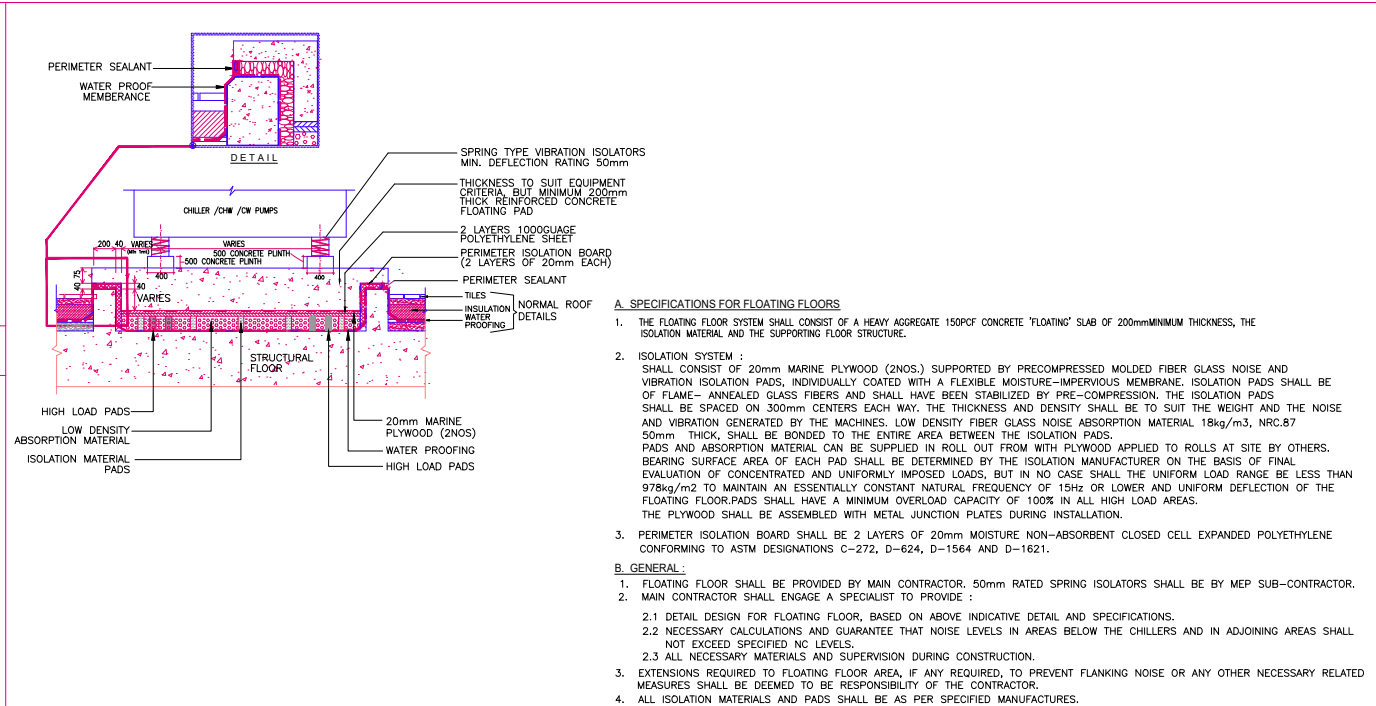 PERIMETER SEALANT
WATER PROOF
MEMBERANCE
DETAIL
SPRING TYPE VIBRATION ISOLATORS
MIN. DEFLECTION RATING 50mm
THICKNESS TO SUIT EQUIPMENT
CRITERIA, BUT MINIMUM 200mm
THICK REINFORCED CONCRETE
FLOATING PAD
CHILLER /CHW /CW PUMPS
2 LAYERS 1000GUAGE
POLYETHYLENE SHEET
PERIMETER ISOLATION BOARD
(2 LAYERS OF 20mm EACH)
PERIMETER SEALANT
200 40 VARIES
VARIES
500 CONCRETE PLINTH
500 CONCRETE PLINTH
400
400
75
40
40
VARIES
TILES
INSULATION
WATER
PROOFING
NORMAL ROOF
DETAILS
STRUCTURAL
FLOOR
HIGH LOAD PADS
LOW DENSITY
ABSORPTION MATERIAL
ISOLATION MATERIAL
PADS
20mm MARINE
PLYWOOD (2NOS)
WATER PROOFING
HIGH LOAD PADS
A. SPECIFICATIONS FOR FLOATING FLOORS
1. THE FLOATING FLOOR SYSTEM SHALL CONSIST OF A HEAVY AGGREGATE 150PCF CONCRETE 'FLOATING' SLAB OF 200mmMINIMUM THICKNESS, THE
ISOLATION MATERIAL AND THE SUPPORTING FLOOR STRUCTURE.
2. ISOLATION SYSTEM :
SHALL CONSIST OF 20mm MARINE PLYWOOD (2NOS.) SUPPORTED BY PRECOMPRESSED MOLDED FIBER GLASS NOISE AND
VIBRATION ISOLATION PADS, INDIVIDUALLY COATED WITH A FLEXIBLE MOISTURE-IMPERVIOUS MEMBRANE. ISOLATION PADS SHALL BE
OF FLAME- ANNEALED GLASS FIBERS AND SHALL HAVE BEEN STABILIZED BY PRE-COMPRESSION. THE ISOLATION PADS
SHALL BE SPACED ON 300mm CENTERS EACH WAY. THE THICKNESS AND DENSITY SHALL BE TO SUIT THE WEIGHT AND THE NOISE
AND VIBRATION GENERATED BY THE MACHINES. LOW DENSITY FIBER GLASS NOISE ABSORPTION MATERIAL 18kg/m3, NRC.87
50mm THICK, SHALL BE BONDED TO THE ENTIRE AREA BETWEEN THE ISOLATION PADS.
PADS AND ABSORPTION MATERIAL CAN BE SUPPLIED IN ROLL OUT FROM WITH PLYWOOD APPLIED TO ROLLS AT SITE BY OTHERS.
BEARING SURFACE AREA OF EACH PAD SHALL BE DETERMINED BY THE ISOLATION MANUFACTURER ON THE BASIS OF FINAL
EVALUATION OF CONCENTRATED AND UNIFORMLY IMPOSED LOADS, BUT IN NO CASE SHALL THE UNIFORM LOAD RANGE BE LESS THAN
978kg/m2 TO MAINTAIN AN ESSENTIALLY CONSTANT NATURAL FREQUENCY OF 15Hz OR LOWER AND UNIFORM DEFLECTION OF THE
FLOATING FLOOR.PADS SHALL HAVE A MINIMUM OVERLOAD CAPACITY OF 100% IN ALL HIGH LOAD AREAS.
THE PLYWOOD SHALL BE ASSEMBLED WITH METAL JUNCTION PLATES DURING INSTALLATION.
3. PERIMETER ISOLATION BOARD SHALL BE 2 LAYERS OF 20mm MOISTURE NON-ABSORBENT CLOSED CELL EXPANDED POLYETHYLENE
CONFORMING TO ASTM DESIGNATIONS C-272, D-624, D-1564 AND D-1621.
B. GENERAL :
1. FLOATING FLOOR SHALL BE PROVIDED BY MAIN CONTRACTOR. 50mm RATED SPRING ISOLATORS SHALL BE BY MEP SUB-CONTRACTOR.
2. MAIN CONTRACTOR SHALL ENGAGE A SPECIALIST TO PROVIDE :
2.1 DETAIL DESIGN FOR FLOATING FLOOR, BASED ON ABOVE INDICATIVE DETAIL AND SPECIFICATIONS.
2.2 NECESSARY CALCULATIONS AND GUARANTEE THAT NOISE LEVELS IN AREAS BELOW THE CHILLERS AND IN ADJOINING AREAS SHALL
NOT EXCEED SPECIFIED NC LEVELS.
2.3 ALL NECESSARY MATERIALS AND SUPERVISION DURING CONSTRUCTION.
3. EXTENSIONS REQUIRED TO FLOATING FLOOR AREA, IF ANY REQUIRED, TO PREVENT FLANKING NOISE OR ANY OTHER NECESSARY RELATED
MEASURES SHALL BE DEEMED TO BE RESPONSIBILITY OF THE CONTRACTOR.
4. ALL ISOLATION MATERIALS AND PADS SHALL BE AS PER SPECIFIED MANUFACTURES.